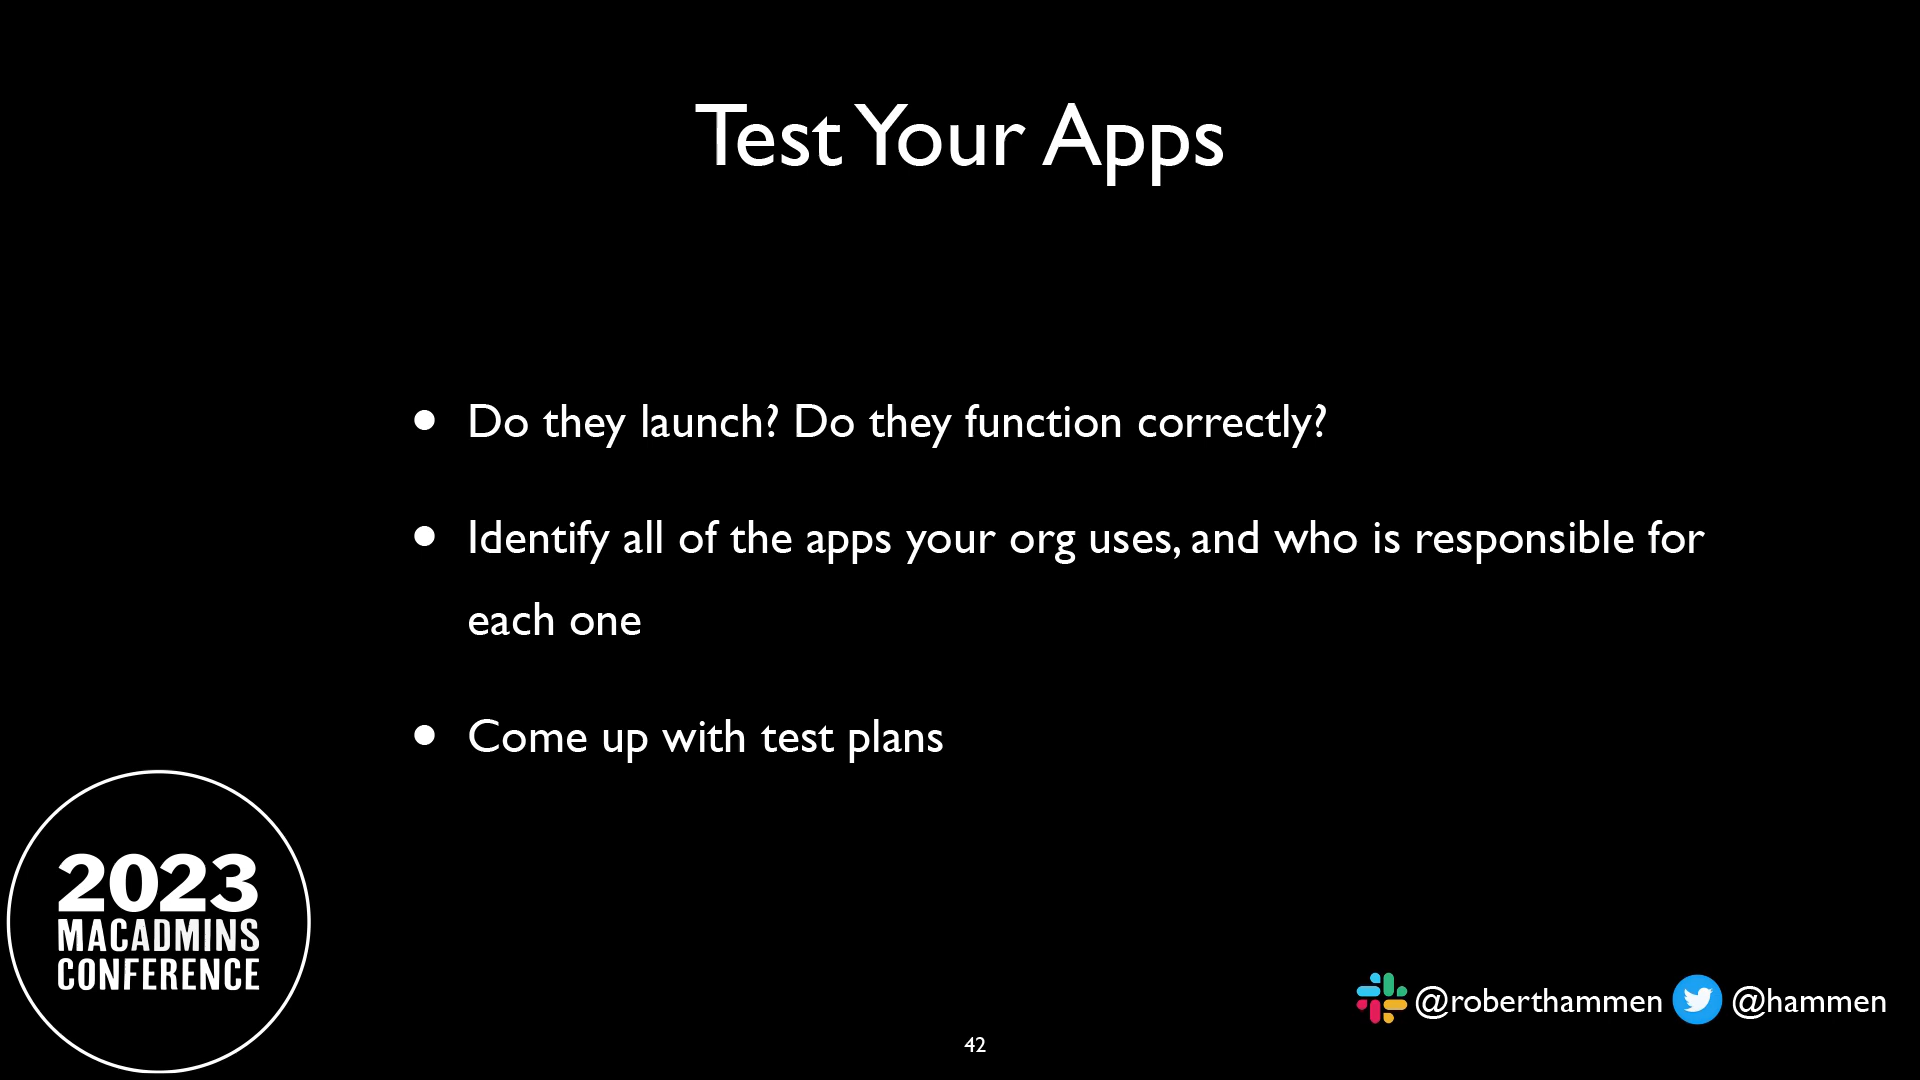 Test Your Apps
• Do they launch? Do they function correctly?
• Identify all of the apps your org uses, and who is responsible for
each one
• Come up with test plans
2023
MACADMINS
CONFERENCE
@roberthammen @hammen
42